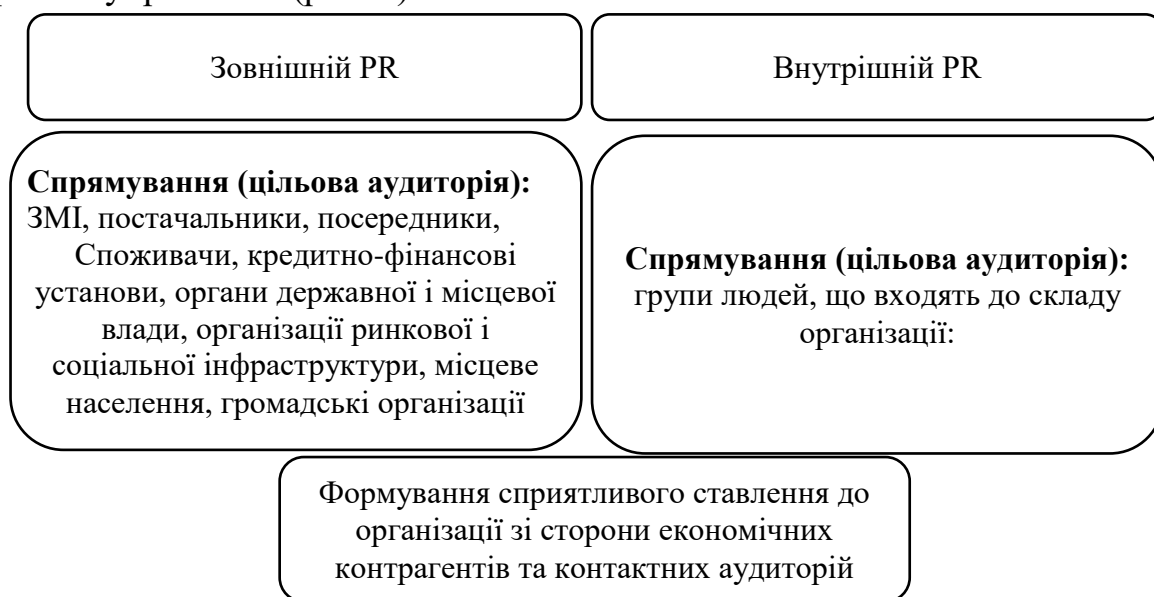 Зовнішній PR
Внутрішній PR
Спрямування (цільова аудиторія):
ЗМІ, постачальники, посередники,
Споживачи, кредитно-фінансові
установи, органи державної і місцевої
влади, організації ринкової і
соціальної інфраструктури, місцеве
населення, громадські організації
Спрямування (цільова аудиторія):
групи людей, що входять до складу
організації:
Формування сприятливого ставлення до
організації зі сторони економічних
контрагентів та контактних аудиторій